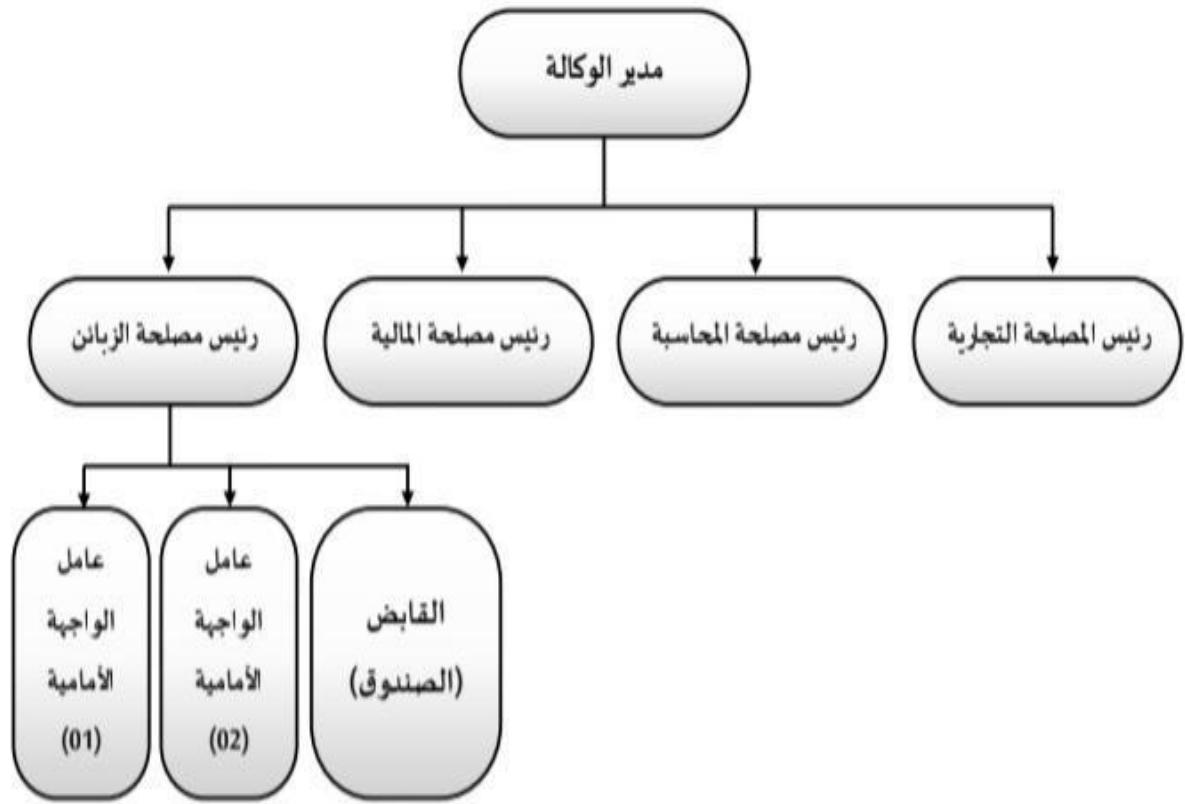 مدير الوكالة
رئيس المصلحة التجارية
رئيس مصلحة المحاسبة
رئيس مصلحة المالية
رئيس مصلحة الزبائن
القابض
(الصندوق)
عامل
الواجهة
الأمامية
(02)
عامل
الواجهة
الأمامية
(01)